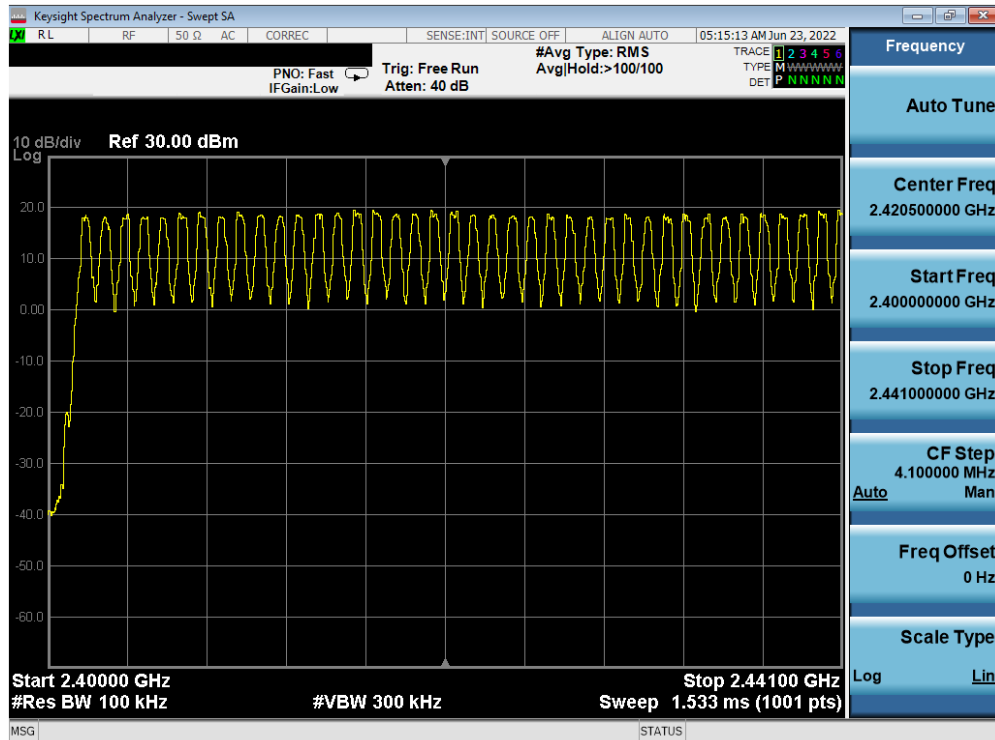 Keysight Spectrum Analyzer - Swept SA
LXI RL RF 50 Ω AC CORREC SENSE:INT SOURCE OFF ALIGN AUTO 05:15:13 AM Jun 23, 2022
#Avg Type: RMS TRACE 1 2 3 4 5 6
PNO: Fast Trig: Free Run Avg|Hold:>100/100 TYPE M W W W W W
IFGain:Low Atten: 40 dB DET P N N N N N
10 dB/div Ref 30.00 dBm
Log
20.0
10.0
0.00
-10.0
-20.0
-30.0
-40.0
-50.0
-60.0
Start 2.40000 GHz Stop 2.44100 GHz
#Res BW 100 kHz #VBW 300 kHz Sweep 1.533 ms (1001 pts)
MSG STATUS
Frequency
Auto Tune
Center Freq
2.420500000 GHz
Start Freq
2.400000000 GHz
Stop Freq
2.441000000 GHz
CF Step
4.100000 MHz
Auto Man
Freq Offset
0 Hz
Scale Type
Log Lin